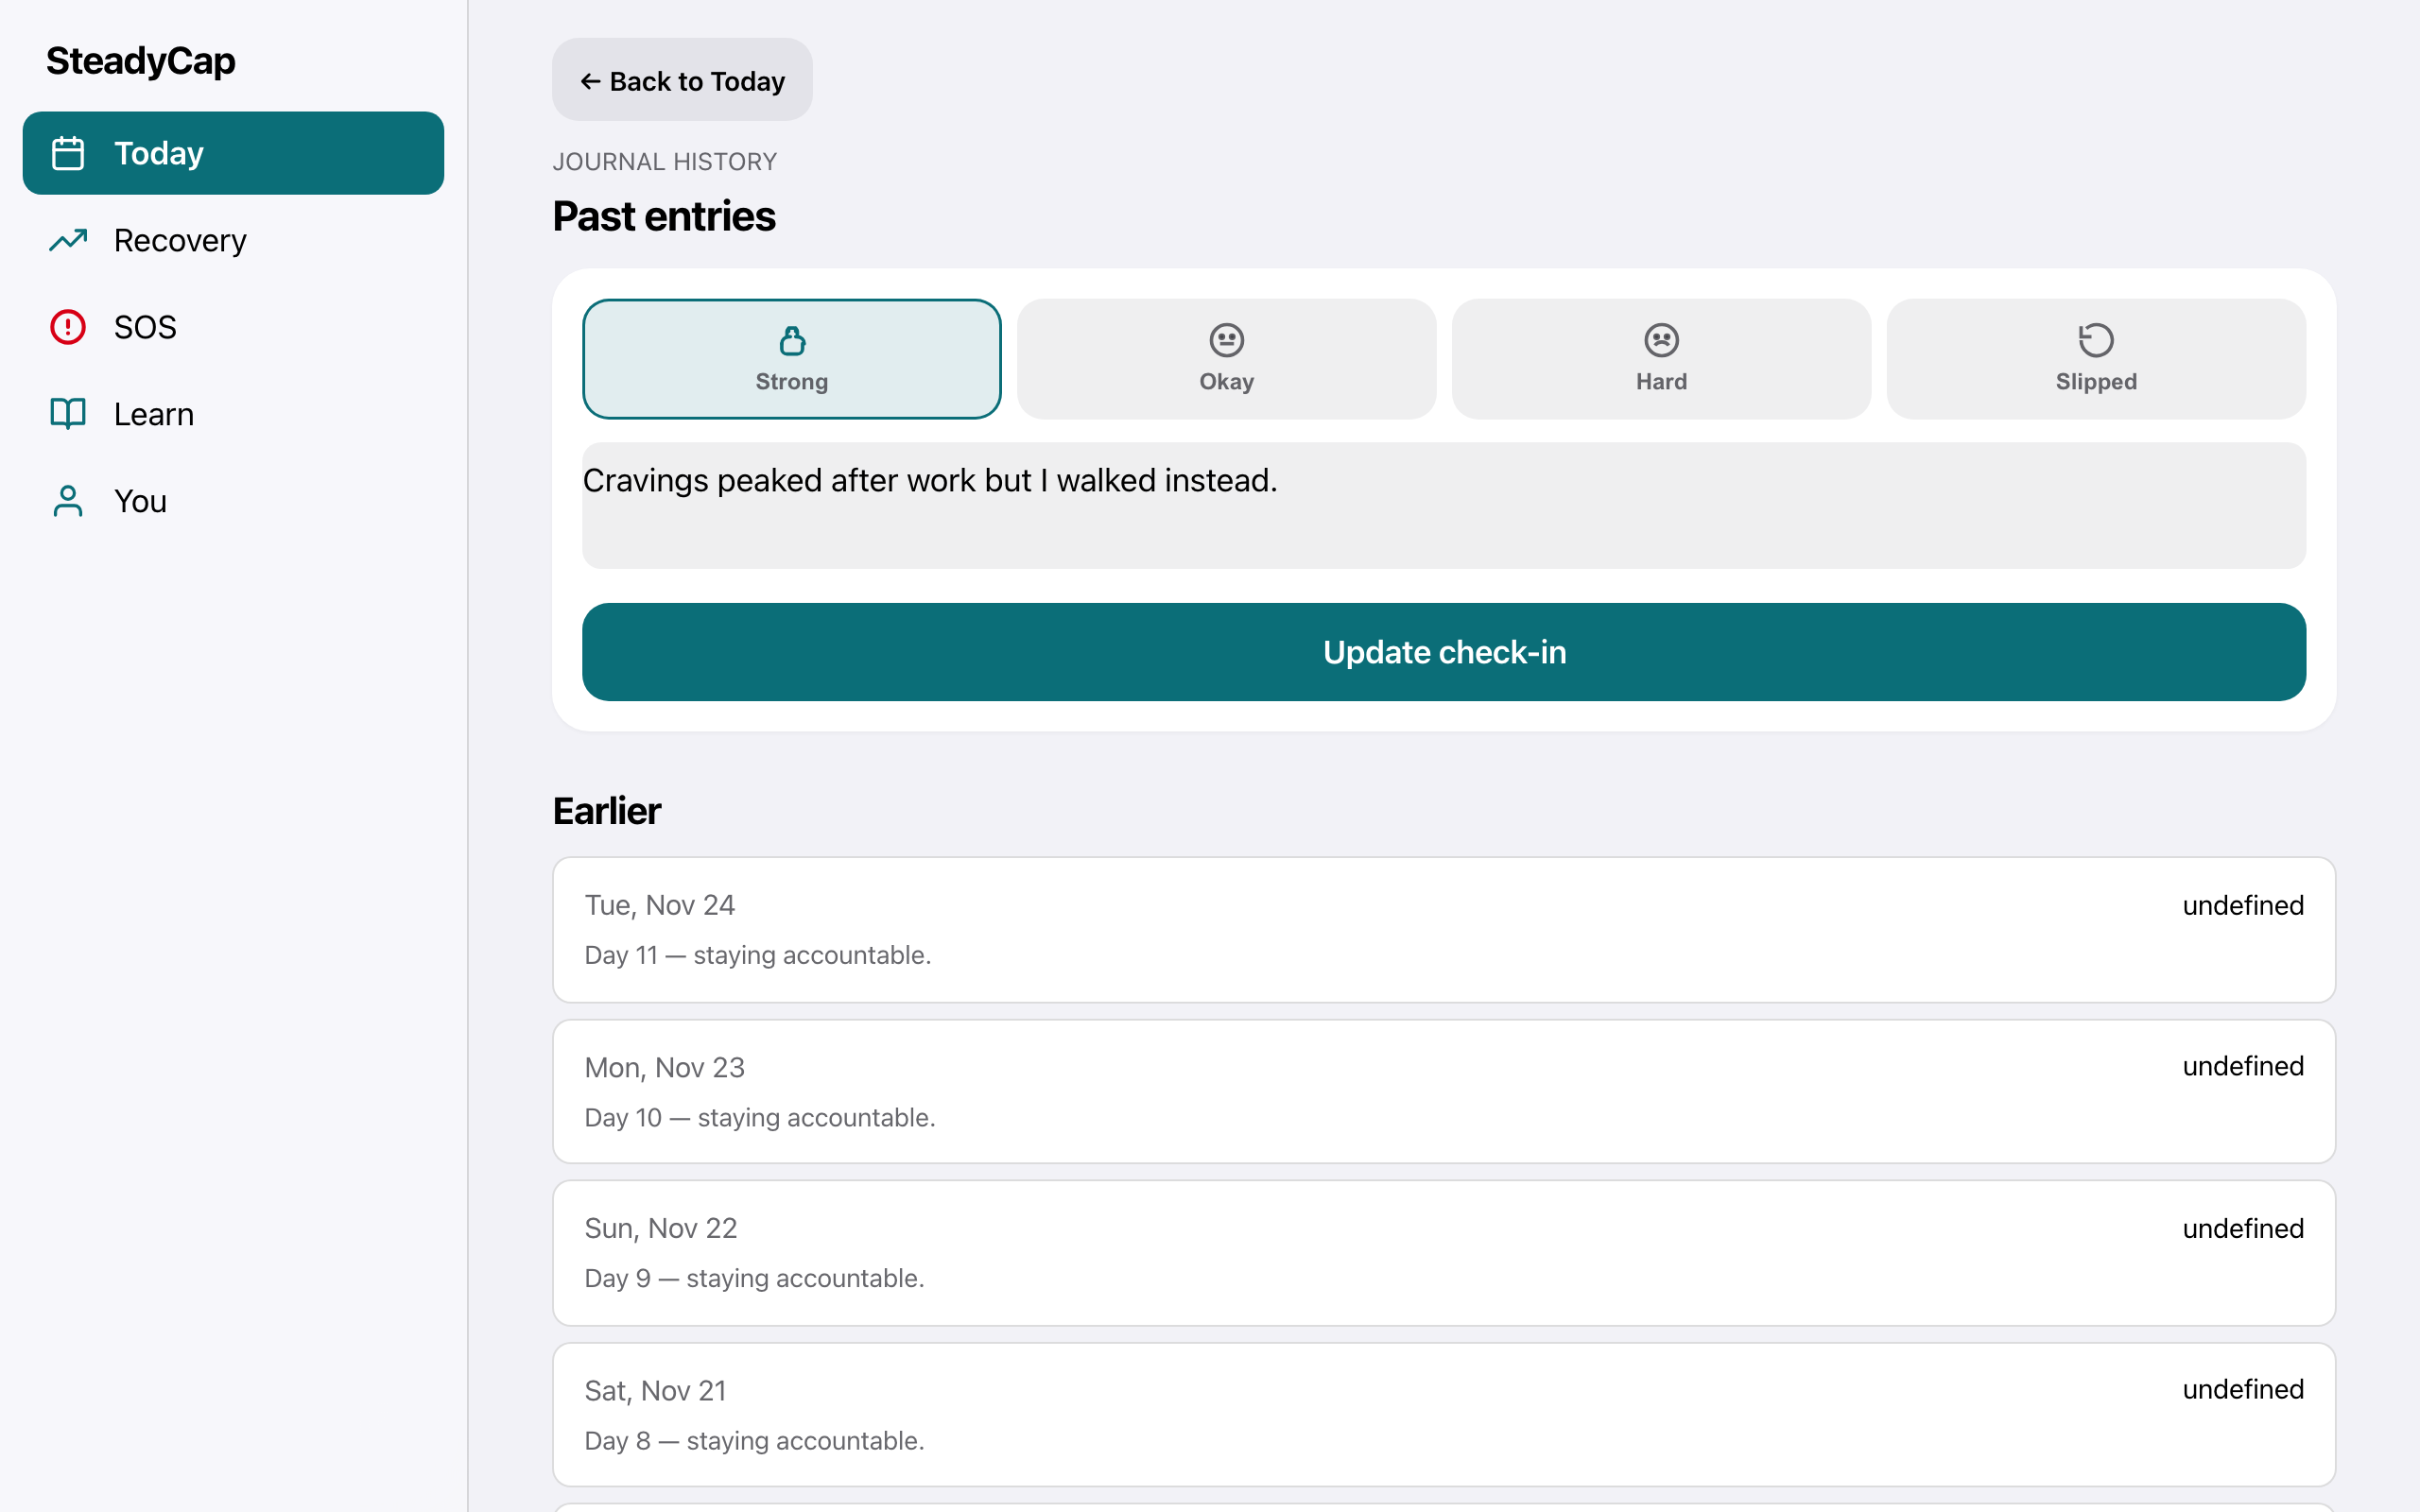 SteadyCap
Today
Recovery
SOS
Learn
You
← Back to Today
JOURNAL HISTORY
Past entries
Strong
Okay
Hard
Slipped
Cravings peaked after work but I walked instead.
Update check-in
Earlier
Tue, Nov 24
undefined
Day 11 — staying accountable.
Mon, Nov 23
undefined
Day 10 — staying accountable.
Sun, Nov 22
undefined
Day 9 — staying accountable.
Sat, Nov 21
undefined
Day 8 — staying accountable.